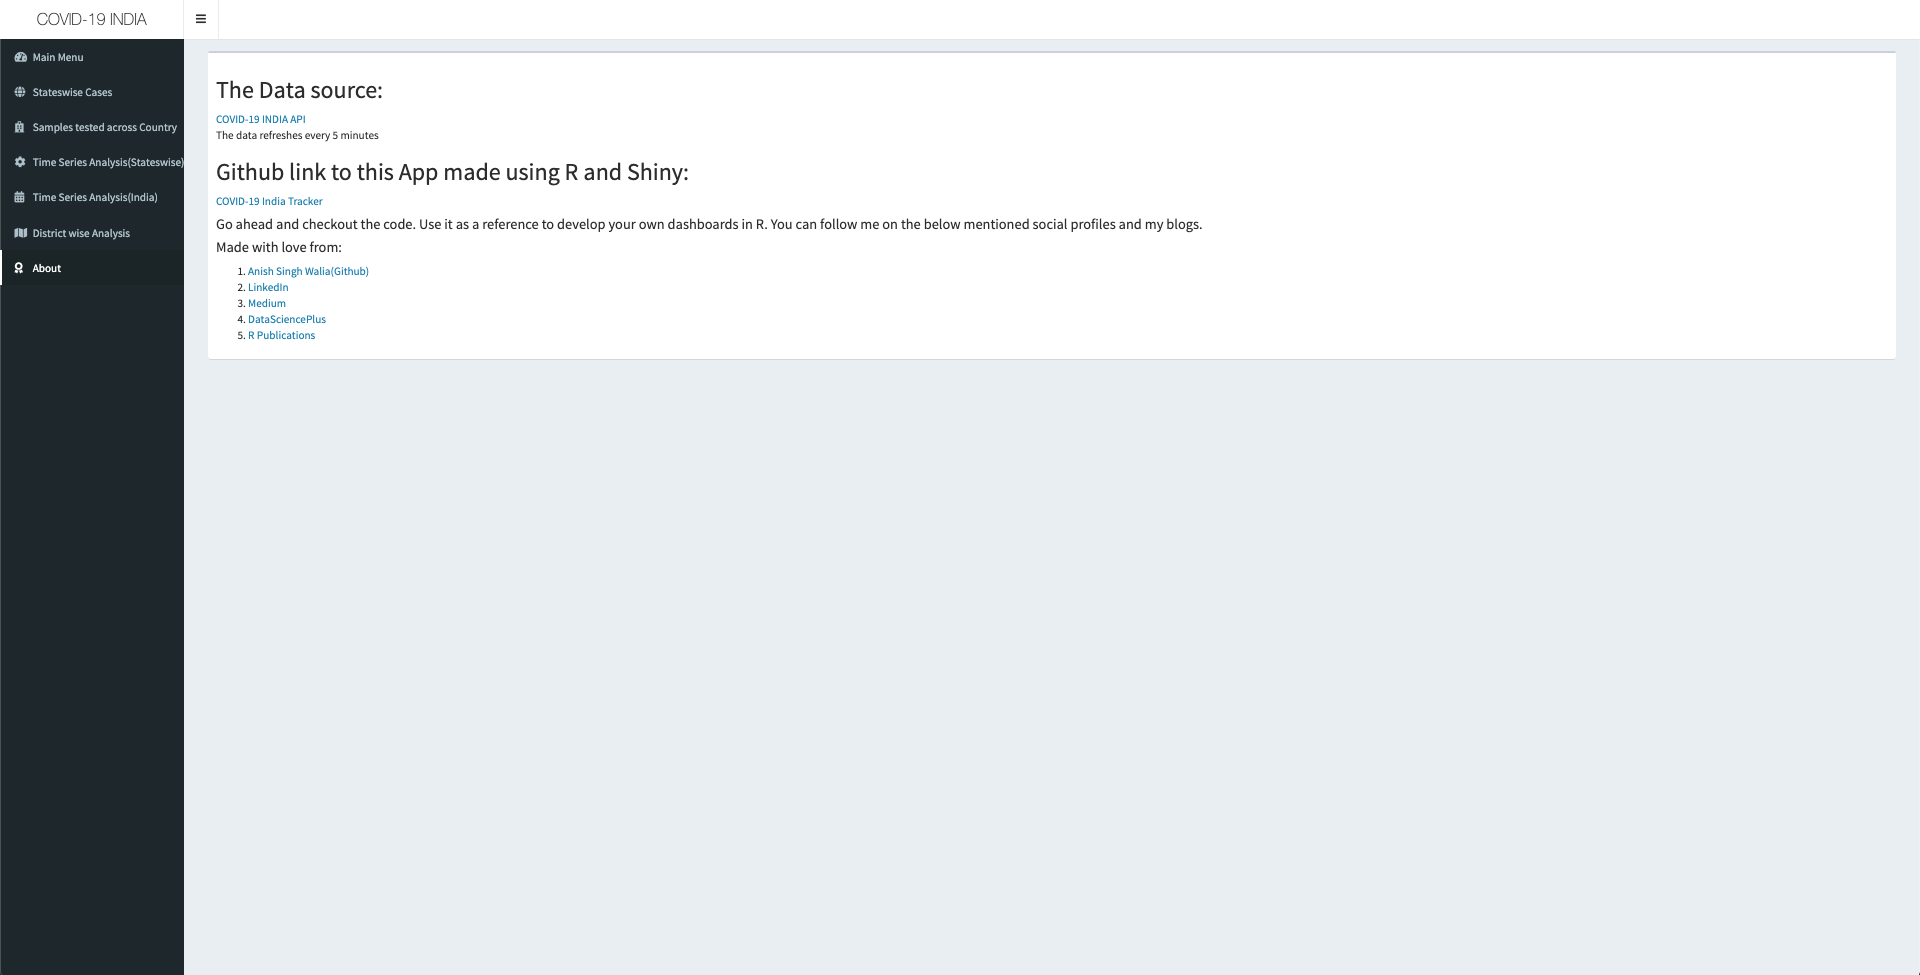 COVID-19 INDIA
Main Menu
Stateswise Cases
Samples tested across Country
Time Series Analysis(Stateswise)
Time Series Analysis(India)
District wise Analysis
About
The Data source:
COVID-19 INDIA API
The data refreshes every 5 minutes
Github link to this App made using R and Shiny:
COVID-19 India Tracker
Go ahead and checkout the code. Use it as a reference to develop your own dashboards in R. You can follow me on the below mentioned social profiles and my blogs.
Made with love from:
1. Anish Singh Walia(Github)
2. LinkedIn
3. Medium
4. DataSciencePlus
5. R Publications